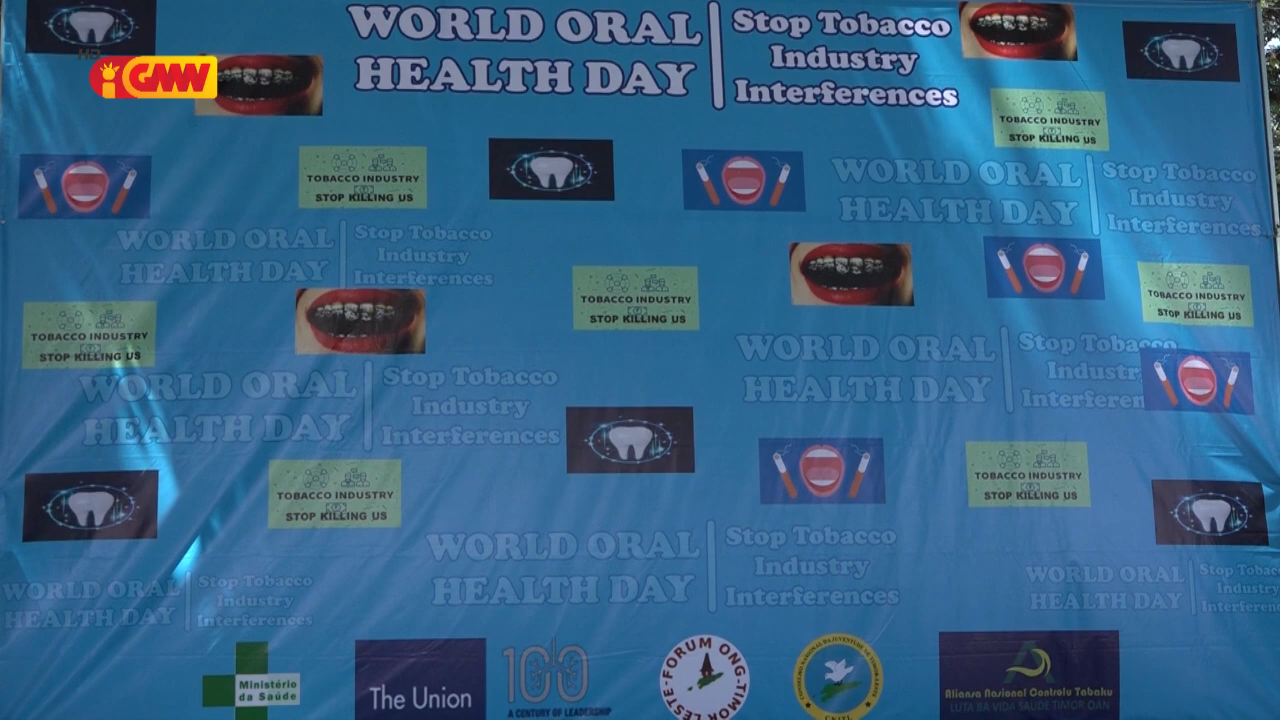 WORLD ORAL
HEALTH DAY
Stop Tobacco
Industry
Interferences
HD
GMW
TOBACCO INDUSTRY
STOP KILLING US
TOBACCO INDUSTRY
STOP KILLING US
WORLD ORAL
HEALTH DAY
Stop Tobacco
Industry
Interferences
WORLD ORAL
HEALTH DAY
Stop Tobacco
Industry
Interferences
TOBACCO INDUSTRY
STOP KILLING US
TOBACCO INDUSTRY
STOP KILLING US
TOBACCO INDUSTRY
STOP KILLING US
WORLD ORAL
HEALTH DAY
Stop Tobacco
Industry
Interferences
WORLD ORAL
HEALTH DAY
Stop Tobacco
Industry
Interferen
TOBACCO INDUSTRY
STOP KILLING US
TOBACCO INDUSTRY
STOP KILLING US
WORLD ORAL
HEALTH DAY
Stop Tobacco
Industry
Interferences
WORLD ORAL
HEALTH DAY
Stop Tobacco
Industry
Interferences
WORLD ORAL
HEALTH DAY
Stop Tobac
Industry
Interferen
Ministério
da Saúde
The Union
100
A CENTURY OF LEADERSHIP
FORUM ONG-TIMOR LESTE
Aliansa Nasional Controlu Tabaku
LUTA BA VIDA SAUDE TIMOR OAN